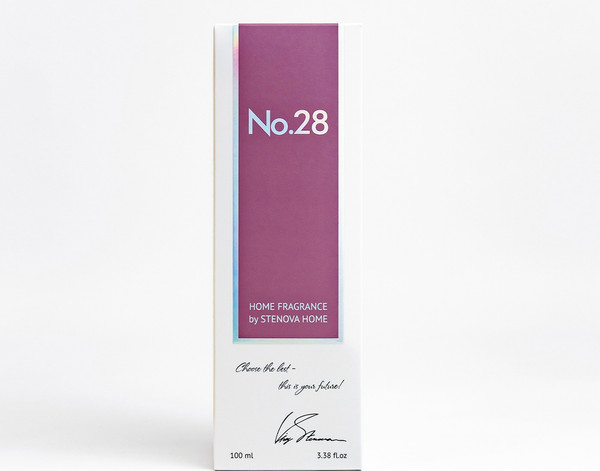 No.28
HOME FRAGRANCE
by STENOVA HOME
Choose the best -
this is your future!
100 ml
3.38 fl.oz